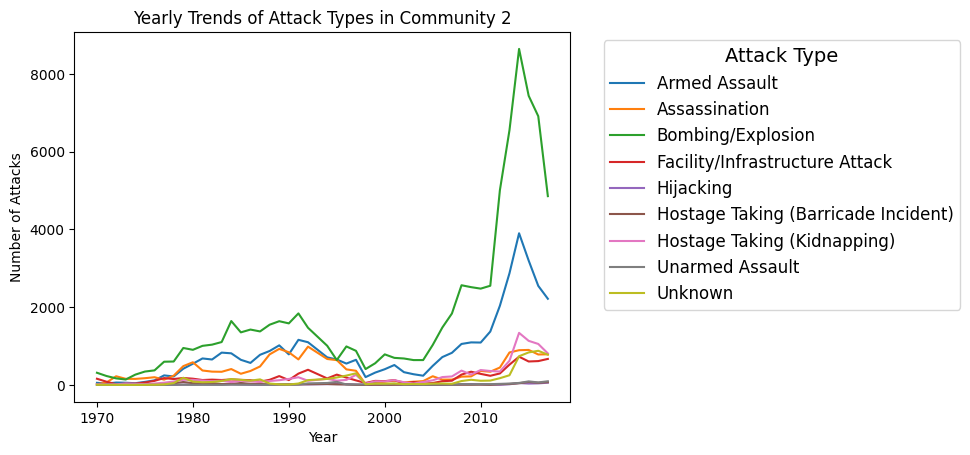 Yearly Trends of Attack Types in Community 2
Number of Attacks
8000
6000
4000
2000
0
1970
1980
1990
2000
2010
Year
Attack Type
Armed Assault
Assassination
Bombing/Explosion
Facility/Infrastructure Attack
Hijacking
Hostage Taking (Barricade Incident)
Hostage Taking (Kidnapping)
Unarmed Assault
Unknown